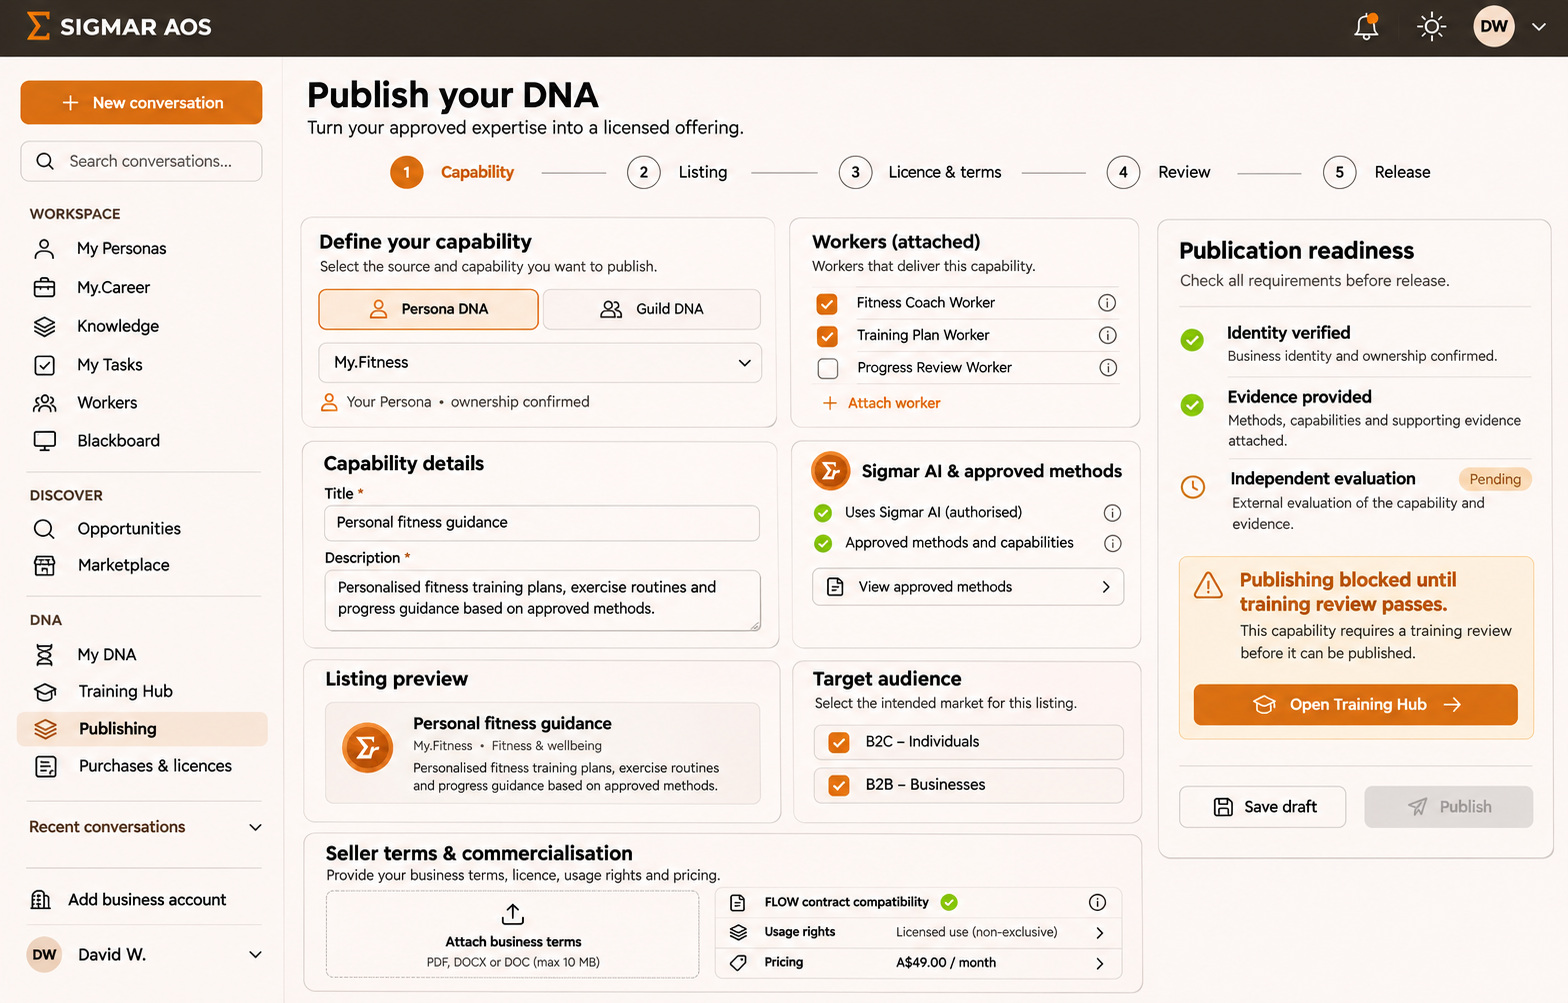 SIGMAR AOS
DW
New conversation
Search conversations...
WORKSPACE
My Personas
My.Career
Knowledge
My Tasks
Workers
Blackboard
DISCOVER
Opportunities
Marketplace
DNA
My DNA
Training Hub
Publishing
Purchases & licences
Recent conversations
Add business account
DW David W.
Publish your DNA
Turn your approved expertise into a licensed offering.
1 Capability
2 Listing
3 Licence & terms
4 Review
5 Release
Define your capability
Select the source and capability you want to publish.
Persona DNA
Guild DNA
My.Fitness
Your Persona • ownership confirmed
Workers (attached)
Workers that deliver this capability.
Fitness Coach Worker
Training Plan Worker
Progress Review Worker
+ Attach worker
Capability details
Title *
Personal fitness guidance
Description *
Personalised fitness training plans, exercise routines and
progress guidance based on approved methods.
Sigmar AI & approved methods
Uses Sigmar AI (authorised)
Approved methods and capabilities
View approved methods
Listing preview
Personal fitness guidance
My.Fitness • Fitness & wellbeing
Personalised fitness training plans, exercise routines
and progress guidance based on approved methods.
Target audience
Select the intended market for this listing.
B2C – Individuals
B2B – Businesses
Seller terms & commercialisation
Provide your business terms, licence, usage rights and pricing.
Attach business terms
PDF, DOCX or DOC (max 10 MB)
FLOW contract compatibility
Usage rights Licensed use (non-exclusive)
Pricing A$49.00 / month
Publication readiness
Check all requirements before release.
Identity verified
Business identity and ownership confirmed.
Evidence provided
Methods, capabilities and supporting evidence
attached.
Independent evaluation Pending
External evaluation of the capability and
evidence.
Publishing blocked until
training review passes.
This capability requires a training review
before it can be published.
Open Training Hub
Save draft
Publish